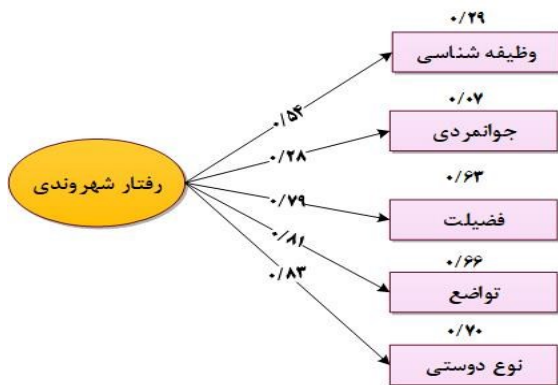 ۰/۲۹
وظیفه شناسی
۰/۵۴
۰/۰۷
جوانمردی
۰/۲۸
رفتار شهروندی
۰/۶۳
فضیلت
۰/۷۹
۰/۸۱
۰/۶۶
تواضع
۰/۸۳
۰/۷۰
نوع دوستی